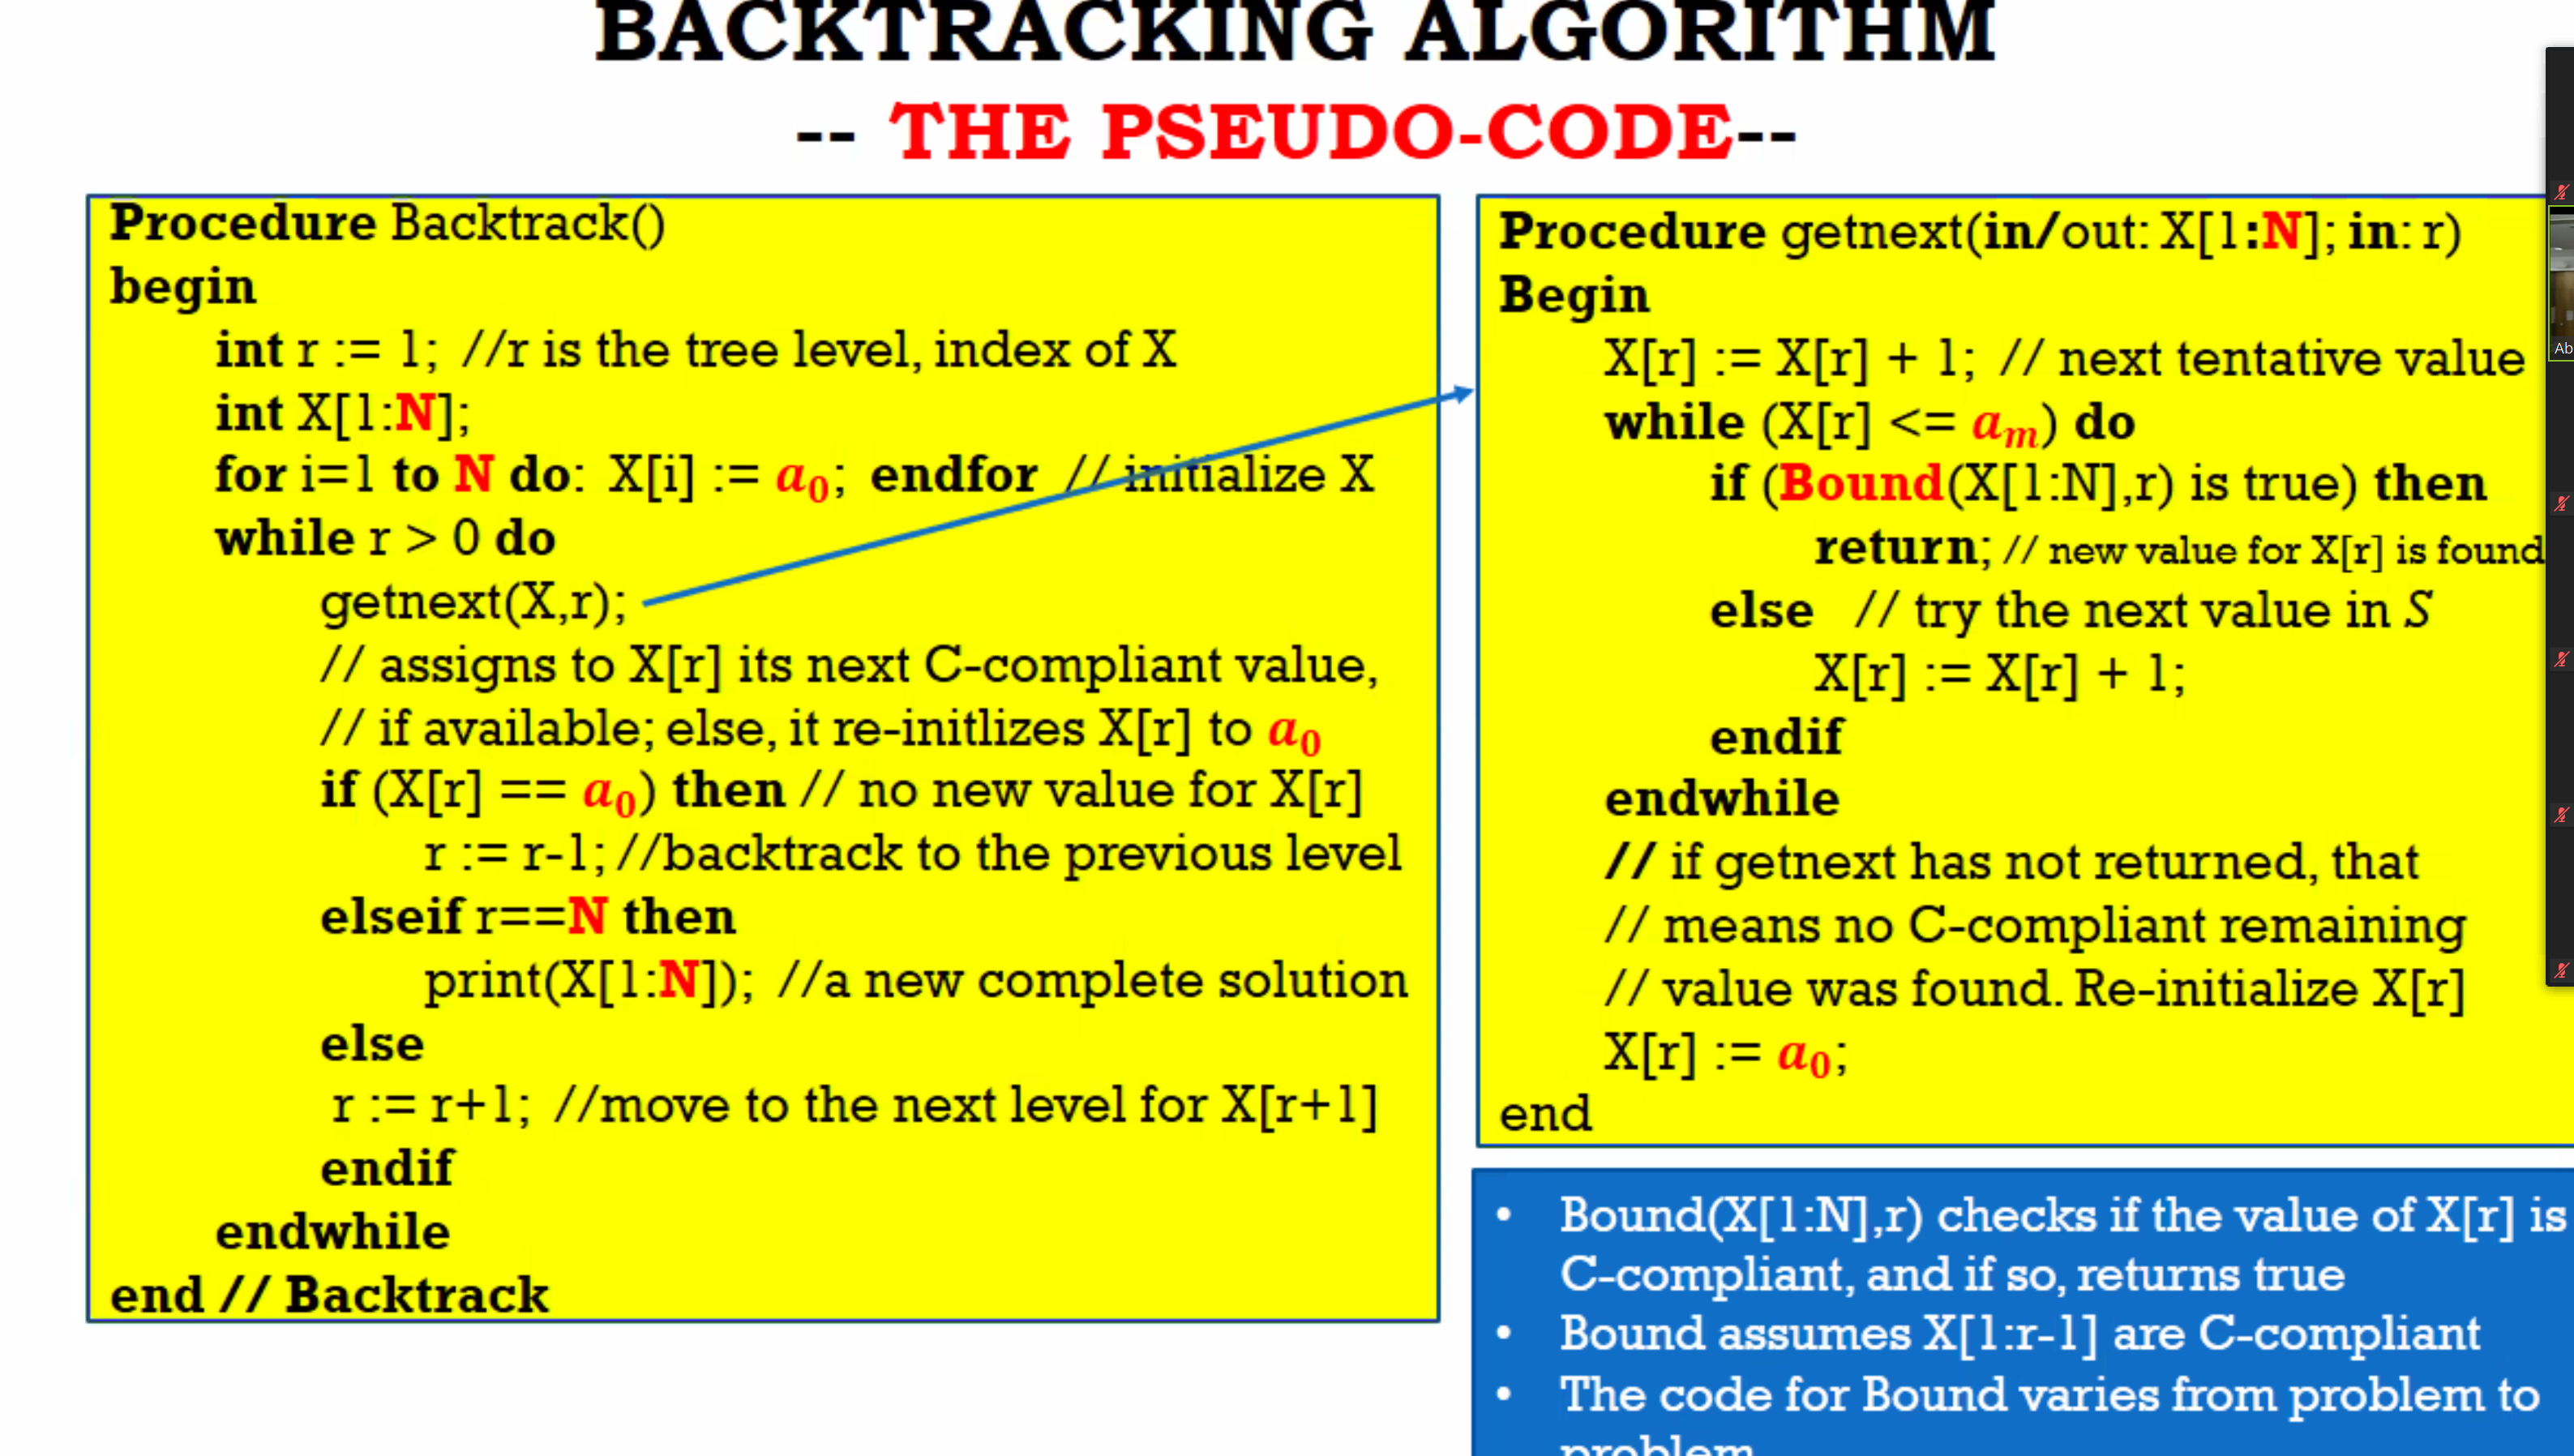 BACKTRACKING ALGORITHM
-- THE PSEUDO-CODE--
Procedure Backtrack()
begin
int r := 1; //r is the tree level, index of X
int X[1:N];
for i=1 to N do: X[i] := a₀; endfor // initialize X
while r > 0 do
getnext(X,r);
// assigns to X[r] its next C-compliant value,
// if available; else, it re-initlizes X[r] to a₀
if (X[r] == a₀) then // no new value for X[r]
r := r-1; //backtrack to the previous level
elseif r==N then
print(X[1:N]); //a new complete solution
else
r := r+1; //move to the next level for X[r+1]
endif
endwhile
end // Backtrack
Procedure getnext(in/out: X[1:N]; in: r)
Begin
X[r] := X[r] + 1; // next tentative value
while (X[r] <= aₘ) do
if (Bound(X[1:N],r) is true) then
return; // new value for X[r] is found
else // try the next value in S
X[r] := X[r] + 1;
endif
endwhile
// if getnext has not returned, that
// means no C-compliant remaining
// value was found. Re-initialize X[r]
X[r] := a₀;
end
• Bound(X[1:N],r) checks if the value of X[r] is
C-compliant, and if so, returns true
• Bound assumes X[1:r-1] are C-compliant
• The code for Bound varies from problem to
problem
Ab